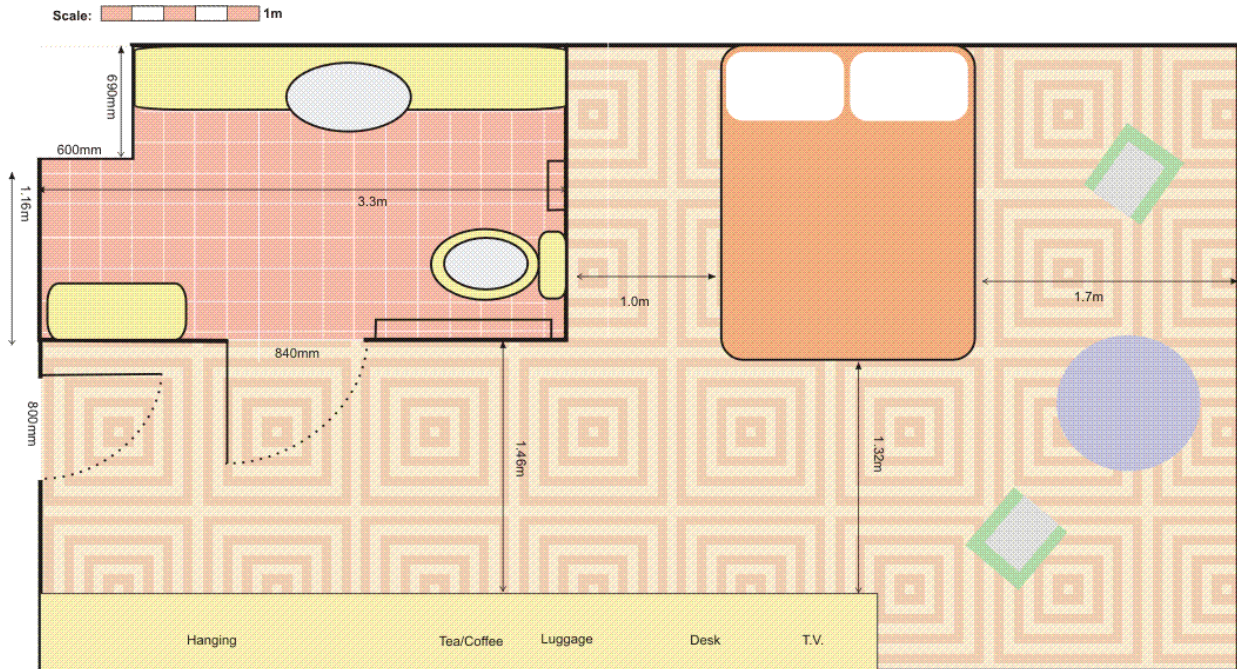 Scale: 1m
690mm
600mm
1.16m
3.3m
1.0m
1.7m
840mm
800mm
1.46m
1.32m
Hanging Tea/Coffee Luggage Desk T.V.